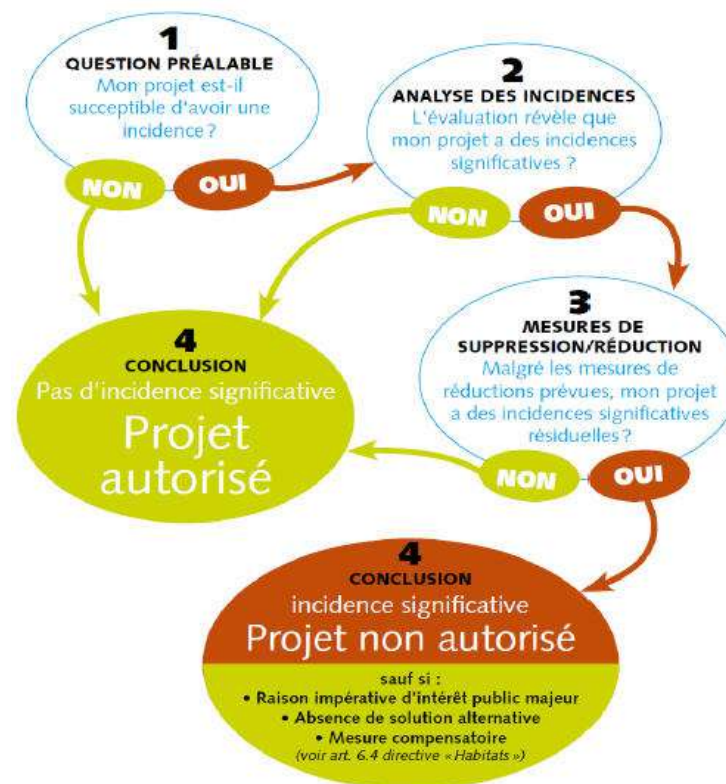 1
QUESTION PRÉALABLE
Mon projet est-il
succeptible d'avoir une
incidence ?
NON
OUI
2
ANALYSE DES INCIDENCES
L'évaluation révèle que
mon projet a des incidences
significatives ?
NON
OUI
3
MESURES DE
SUPPRESSION/RÉDUCTION
Malgré les mesures de
réductions prévues, mon projet
a des incidences significatives
résiduelles ?
NON
OUI
4
CONCLUSION
Pas d'incidence significative
Projet
autorisé
4
CONCLUSION
incidence significative
Projet non autorisé
sauf si :
• Raison impérative d'intérêt public majeur
• Absence de solution alternative
• Mesure compensatoire
(voir art. 6.4 directive « Habitats »)